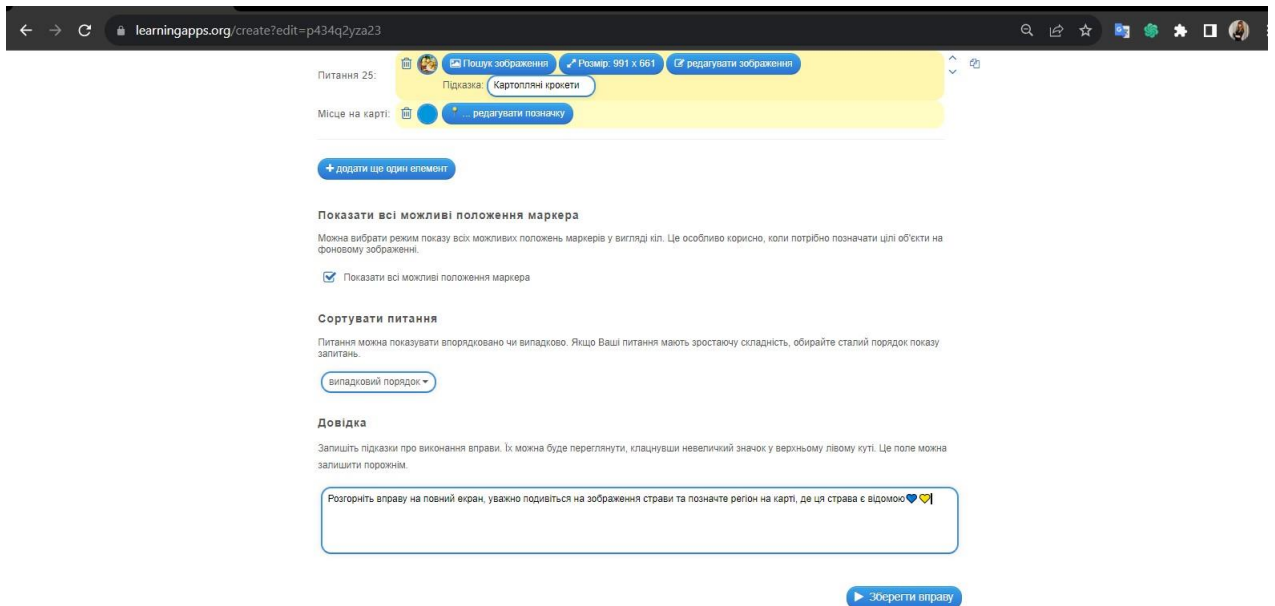 learningapps.org/create?edit=p434q2yza23
Питання 25:
Пошук зображення
Розмір: 991 x 661
редагувати зображення
Підказка: Картопляні крокети
Місце на карті:
... редагувати позначку
+ додати ще один елемент
Показати всі можливі положення маркера
Можна вибрати режим показу всіх можливих положень маркерів у вигляді кіл. Це особливо корисно, коли потрібно позначати цілі об'єкти на
фоновому зображенні.
Показати всі можливі положення маркера
Сортувати питання
Питання можна показувати впорядковано чи випадково. Якщо Ваші питання мають зростаючу складність, обирайте сталий порядок показу
запитань.
випадковий порядок
Довідка
Запишіть підказки про виконання вправи. Їх можна буде переглянути, клацнувши невеличкий значок у верхньому лівому куті. Це поле можна
залишити порожнім.
Розгорніть вправу на повний екран, уважно подивіться на зображення страви та позначте регіон на карті, де ця страва є відомою💙💛
Зберегти вправу